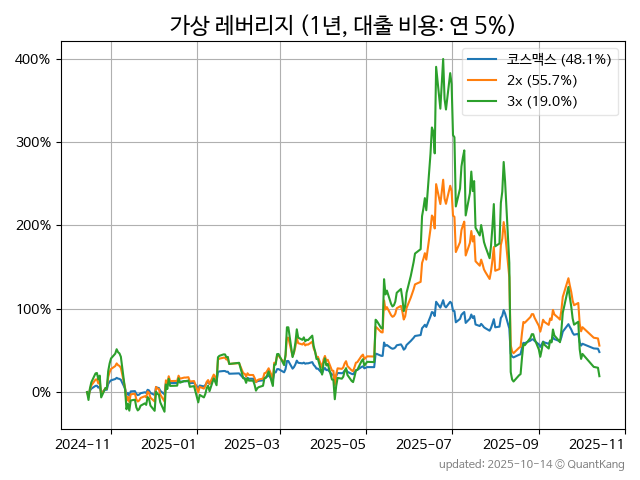 가상 레버리지 (1년, 대출 비용: 연 5%)
코스맥스 (48.1%)
2x (55.7%)
3x (19.0%)
400%
300%
200%
100%
0%
2024-11 2025-01 2025-03 2025-05 2025-07 2025-09 2025-11
updated: 2025-10-14 © QuantKang